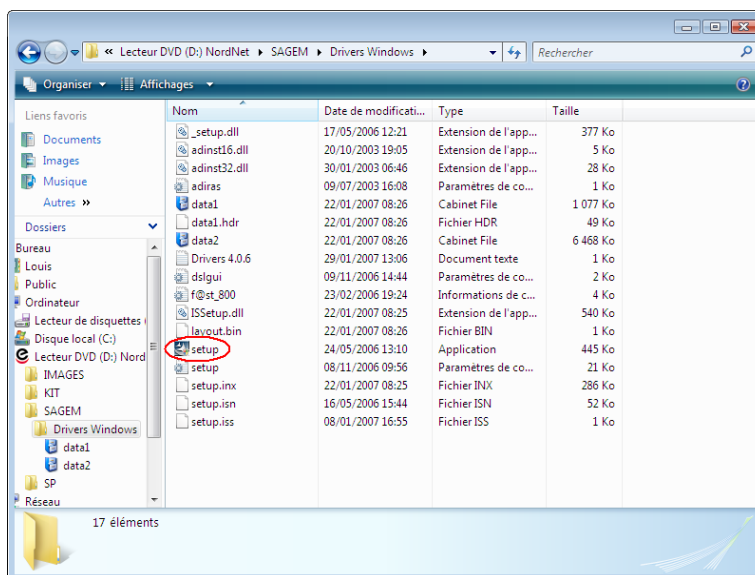 « Lecteur DVD (D:) NordNet ▸ SAGEM ▸ Drivers Windows ▸
Rechercher
Organiser Affichages
Liens favoris
Documents
Images
Musique
Autres »
Dossiers
Bureau
Louis
Public
Ordinateur
Lecteur de disquettes
Disque local (C:)
Lecteur DVD (D:) Nord
IMAGES
KIT
SAGEM
Drivers Windows
data1
data2
SP
Réseau
Nom Date de modificati... Type Taille
_setup.dll 17/05/2006 12:21 Extension de l'app... 377 Ko
adinst16.dll 20/10/2003 19:05 Extension de l'app... 5 Ko
adinst32.dll 30/01/2003 06:46 Extension de l'app... 28 Ko
adiras 09/07/2003 16:08 Paramètres de co... 1 Ko
data1 22/01/2007 08:26 Cabinet File 1 077 Ko
data1.hdr 22/01/2007 08:26 Fichier HDR 49 Ko
data2 22/01/2007 08:26 Cabinet File 6 468 Ko
Drivers 4.0.6 29/01/2007 13:06 Document texte 1 Ko
dslgui 09/11/2006 14:44 Paramètres de co... 2 Ko
f@st_800 23/02/2006 19:24 Informations de c... 4 Ko
ISSetup.dll 22/01/2007 08:25 Extension de l'app... 540 Ko
layout.bin 22/01/2007 08:26 Fichier BIN 1 Ko
setup 24/05/2006 13:10 Application 445 Ko
setup 08/11/2006 09:56 Paramètres de co... 21 Ko
setup.inx 22/01/2007 08:25 Fichier INX 286 Ko
setup.isn 16/05/2006 15:44 Fichier ISN 52 Ko
setup.iss 08/01/2007 16:55 Fichier ISS 1 Ko
17 éléments